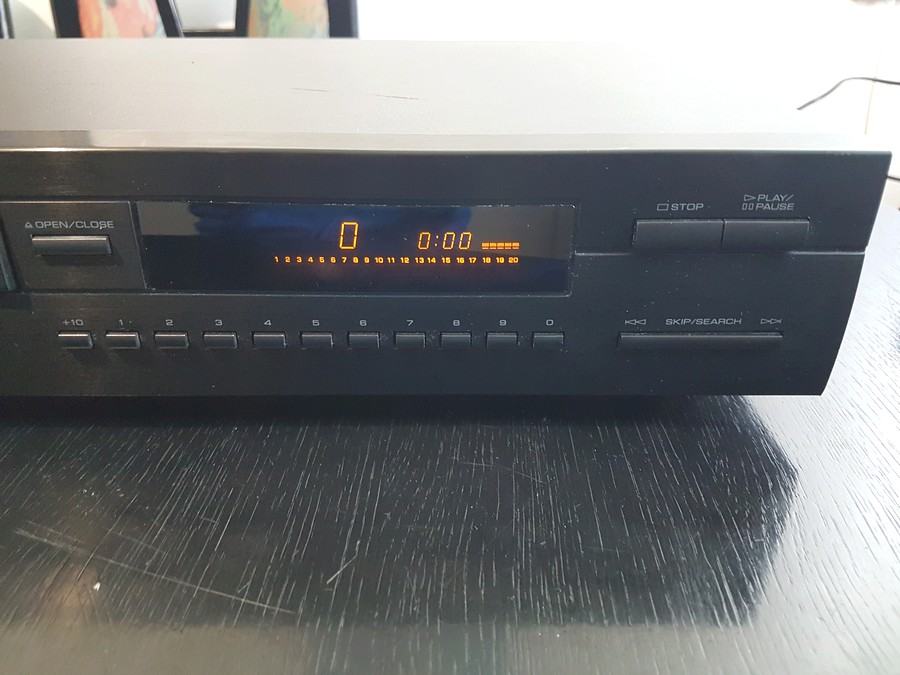 ▷PLAY/
□STOP ▯▯PAUSE
≜OPEN/CLOSE
0 0:00
1 2 3 4 5 6 7 8 9 10 11 12 13 14 15 16 17 18 19 20
+10 1 2 3 4 5 6 7 8 9 0
◁◁ SKIP/SEARCH ▷▷